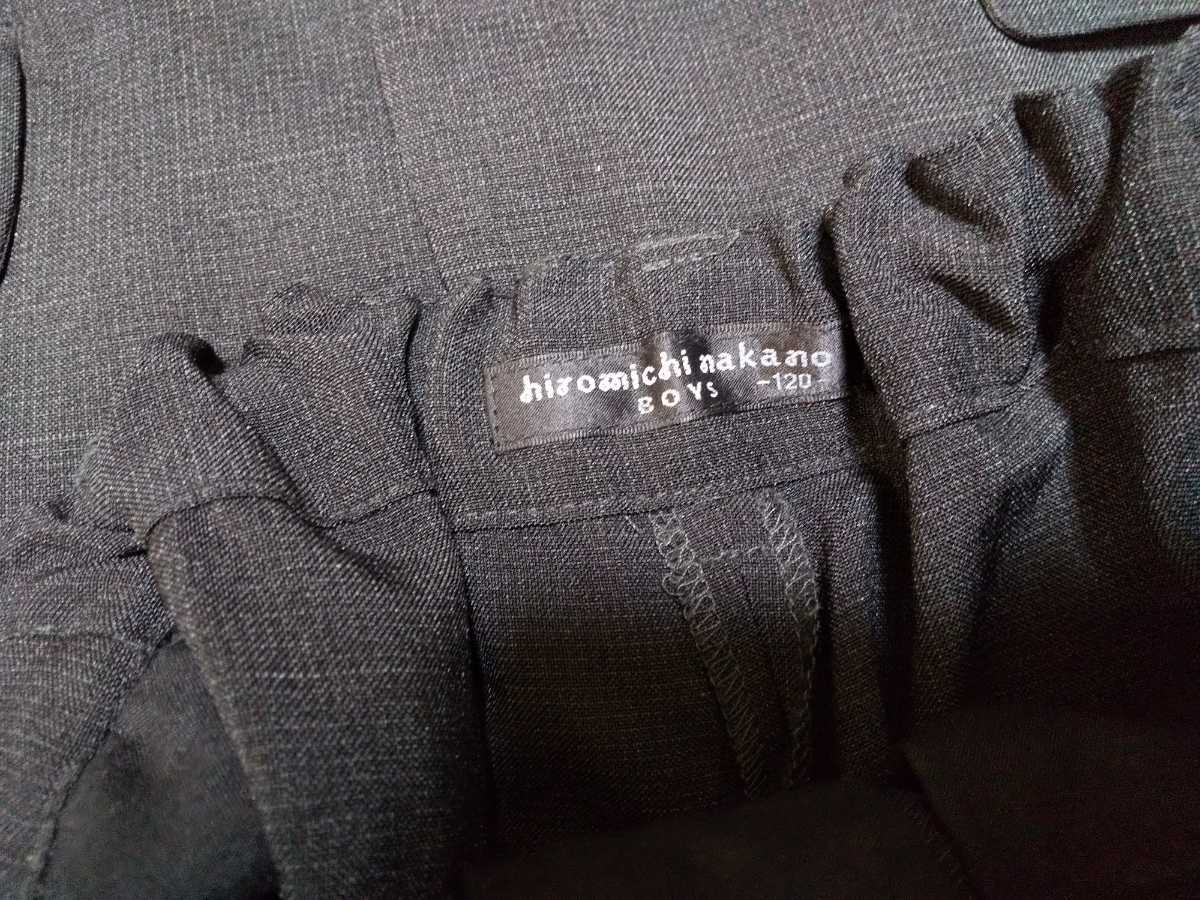 hiromichi nakano
BOYS -120-